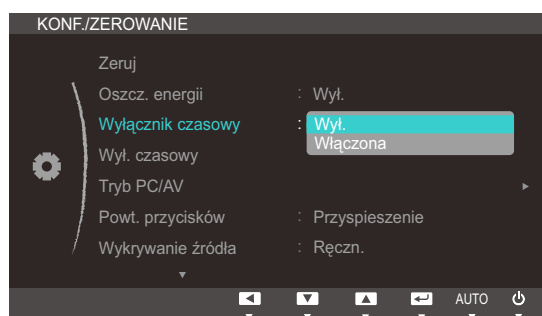 KONF./ZEROWANIE
Zeruj
Oszcz. energii : Wył.
Wyłącznik czasowy : Wył.
Włączona
Wył. czasowy
Tryb PC/AV
Powt. przycisków : Przyspieszenie
Wykrywanie źródła : Ręczn.
AUTO